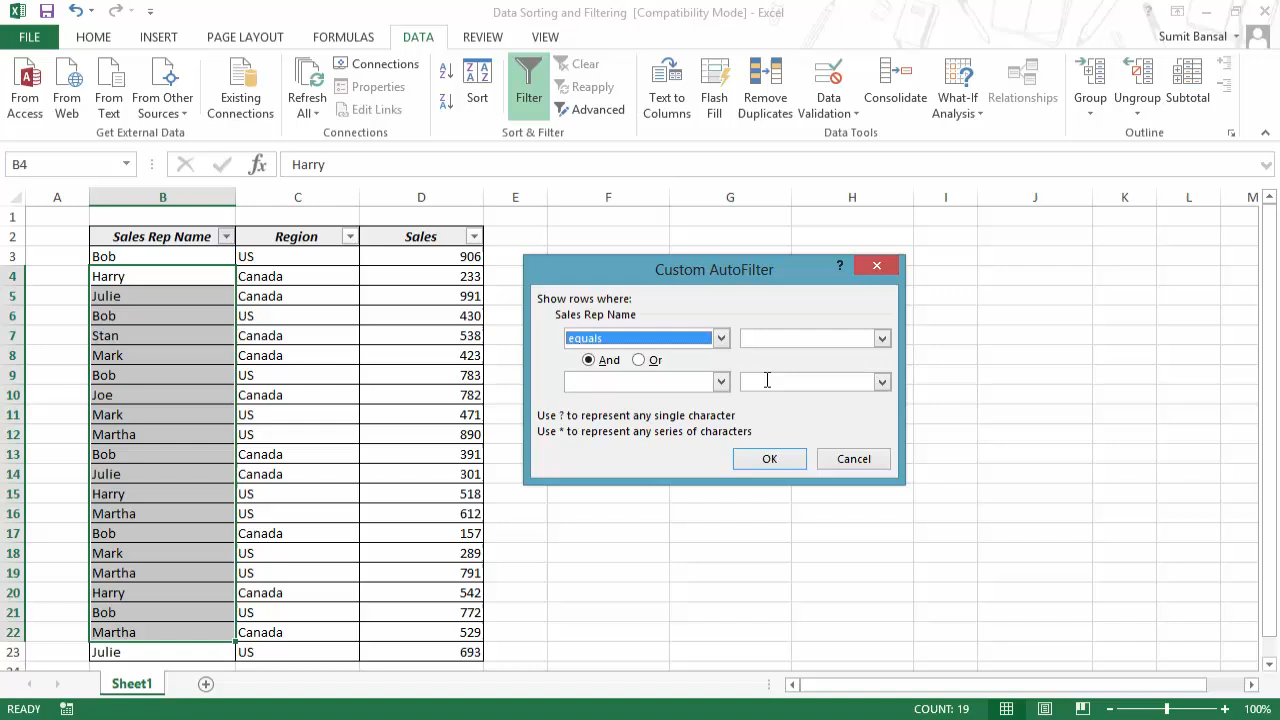 Data Sorting and Filtering [Compatibility Mode] - Excel
FILE HOME INSERT PAGE LAYOUT FORMULAS DATA REVIEW VIEW Sumit Bansal
From Access
From Web
From Text
From Other Sources
Existing Connections
Get External Data
Refresh All
Connections
Properties
Edit Links
Connections
Sort
Filter
Clear
Reapply
Advanced
Sort & Filter
Text to Columns
Flash Fill
Remove Duplicates
Data Validation
Consolidate
What-If Analysis
Relationships
Data Tools
Group
Ungroup
Subtotal
Outline
B4 fx Harry
A B C D E F G H I J K L M
1
2 Sales Rep Name Region Sales
3 Bob US 906
4 Harry Canada 233
5 Julie Canada 991
6 Bob US 430
7 Stan Canada 538
8 Mark Canada 423
9 Bob US 783
10 Joe Canada 782
11 Mark US 471
12 Martha US 890
13 Bob Canada 391
14 Julie Canada 301
15 Harry US 518
16 Martha US 612
17 Bob Canada 157
18 Mark US 289
19 Martha US 791
20 Harry Canada 542
21 Bob US 772
22 Martha Canada 529
23 Julie US 693
Custom AutoFilter ?
Show rows where:
Sales Rep Name
equals
And Or
Use ? to represent any single character
Use * to represent any series of characters
OK Cancel
Sheet1
READY COUNT: 19 100%